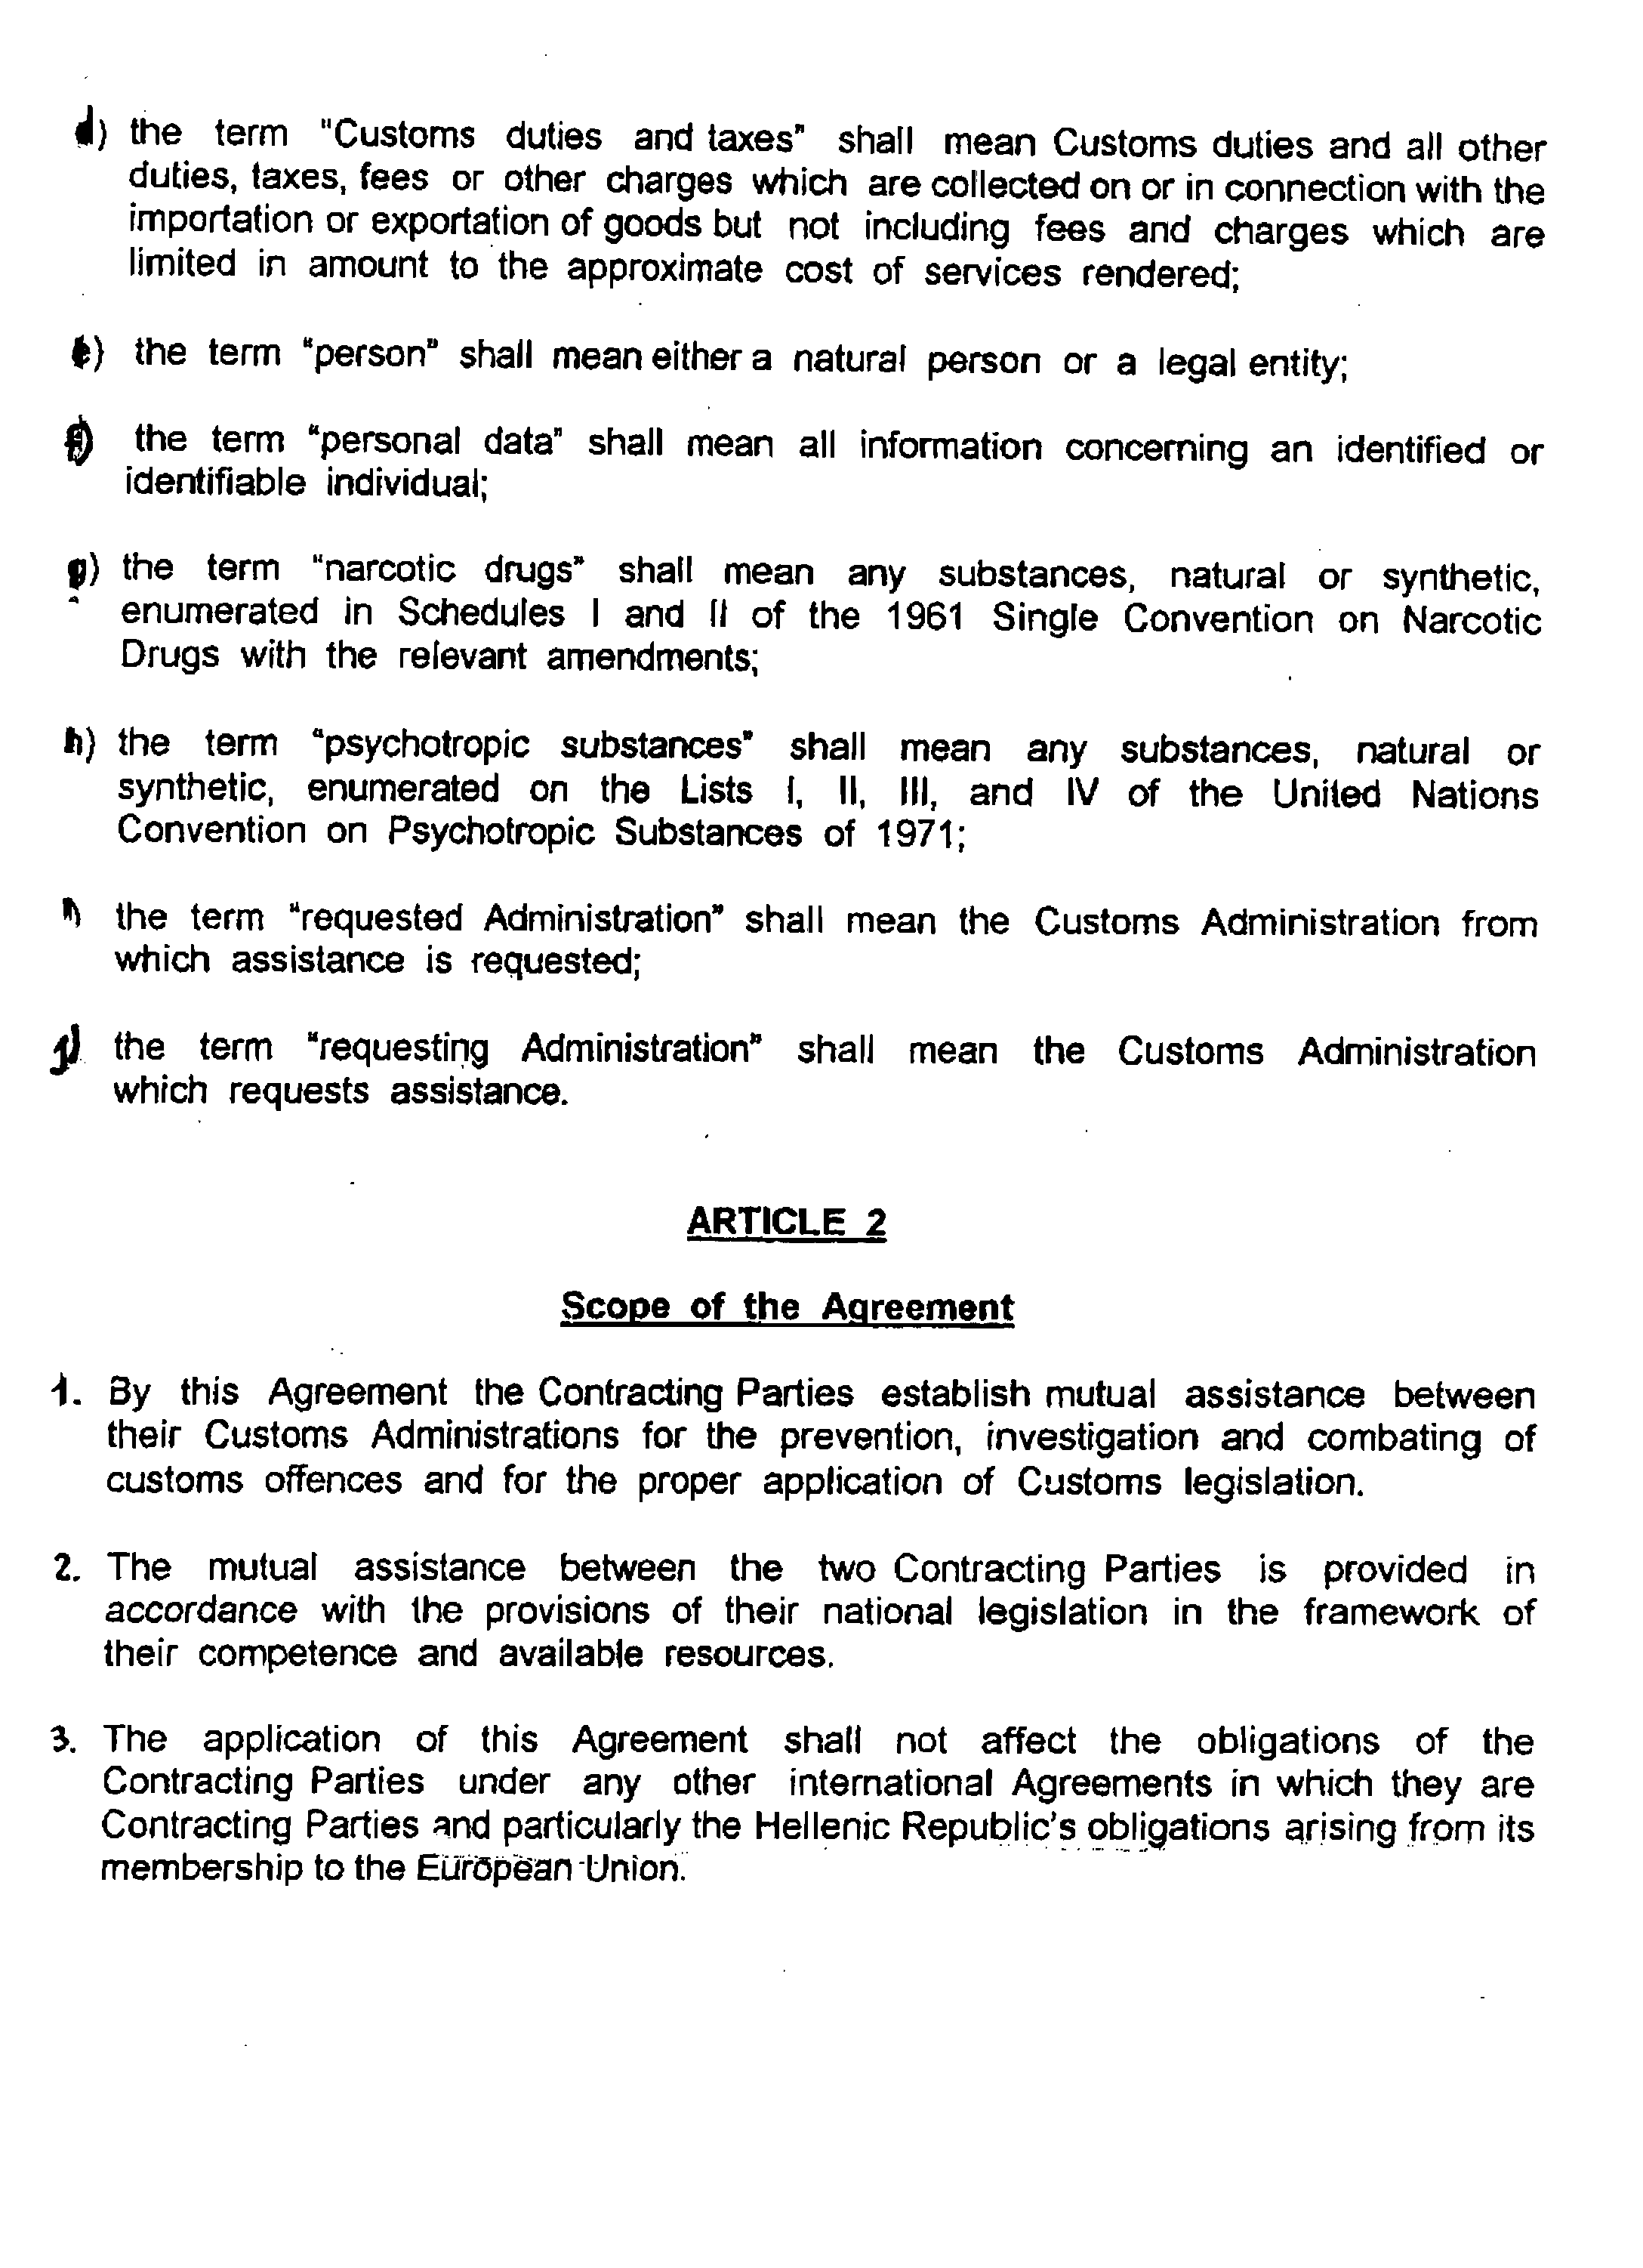 d) the term "Customs duties and taxes" shall mean Customs duties and all other
duties, taxes, fees or other charges which are collected on or in connection with the
importation or exportation of goods but not including fees and charges which are
limited in amount to the approximate cost of services rendered;
e) the term "person" shall mean either a natural person or a legal entity;
f) the term "personal data" shall mean all information concerning an identified or
identifiable individual;
g) the term "narcotic drugs" shall mean any substances, natural or synthetic,
enumerated in Schedules I and II of the 1961 Single Convention on Narcotic
Drugs with the relevant amendments;
h) the term "psychotropic substances" shall mean any substances, natural or
synthetic, enumerated on the Lists I, II, III, and IV of the United Nations
Convention on Psychotropic Substances of 1971;
the term "requested Administration" shall mean the Customs Administration from
which assistance is requested;
j) the term "requesting Administration" shall mean the Customs Administration
which requests assistance.
ARTICLE 2
Scope of the Agreement
1. By this Agreement the Contracting Parties establish mutual assistance between
their Customs Administrations for the prevention, investigation and combating of
customs offences and for the proper application of Customs legislation.
2. The mutual assistance between the two Contracting Parties is provided in
accordance with the provisions of their national legislation in the framework of
their competence and available resources.
3. The application of this Agreement shall not affect the obligations of the
Contracting Parties under any other international Agreements in which they are
Contracting Parties and particularly the Hellenic Republic's obligations arising from its
membership to the European Union.